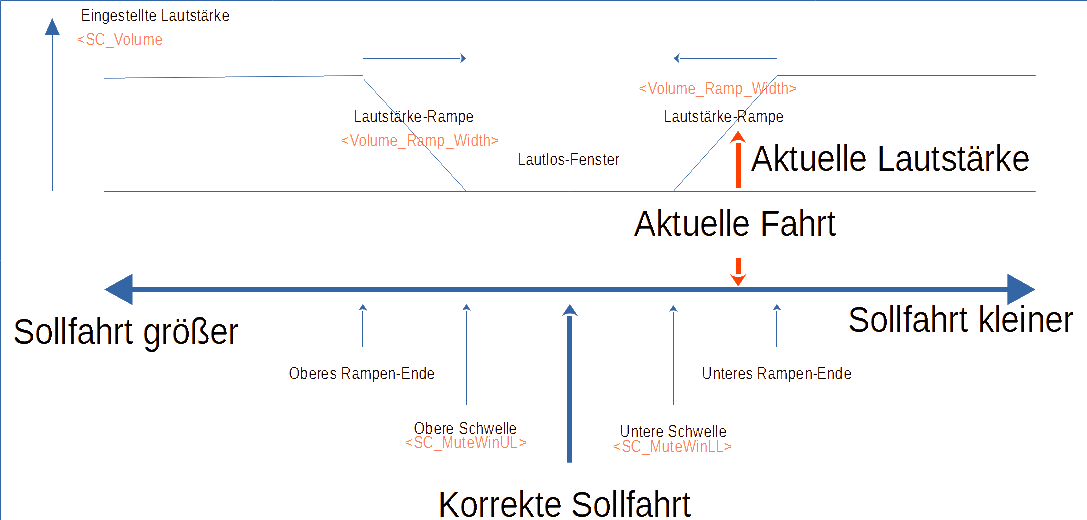 Eingestellte Lautstärke
<SC_Volume
<Volume_Ramp_Width>
Lautstärke-Rampe
Lautstärke-Rampe
<Volume_Ramp_Width>
Lautlos-Fenster
Aktuelle Lautstärke
Aktuelle Fahrt
Sollfahrt größer
Sollfahrt kleiner
Oberes Rampen-Ende
Unteres Rampen-Ende
Obere Schwelle
<SC_MuteWinUL>
Untere Schwelle
<SC_MuteWinLL>
Korrekte Sollfahrt